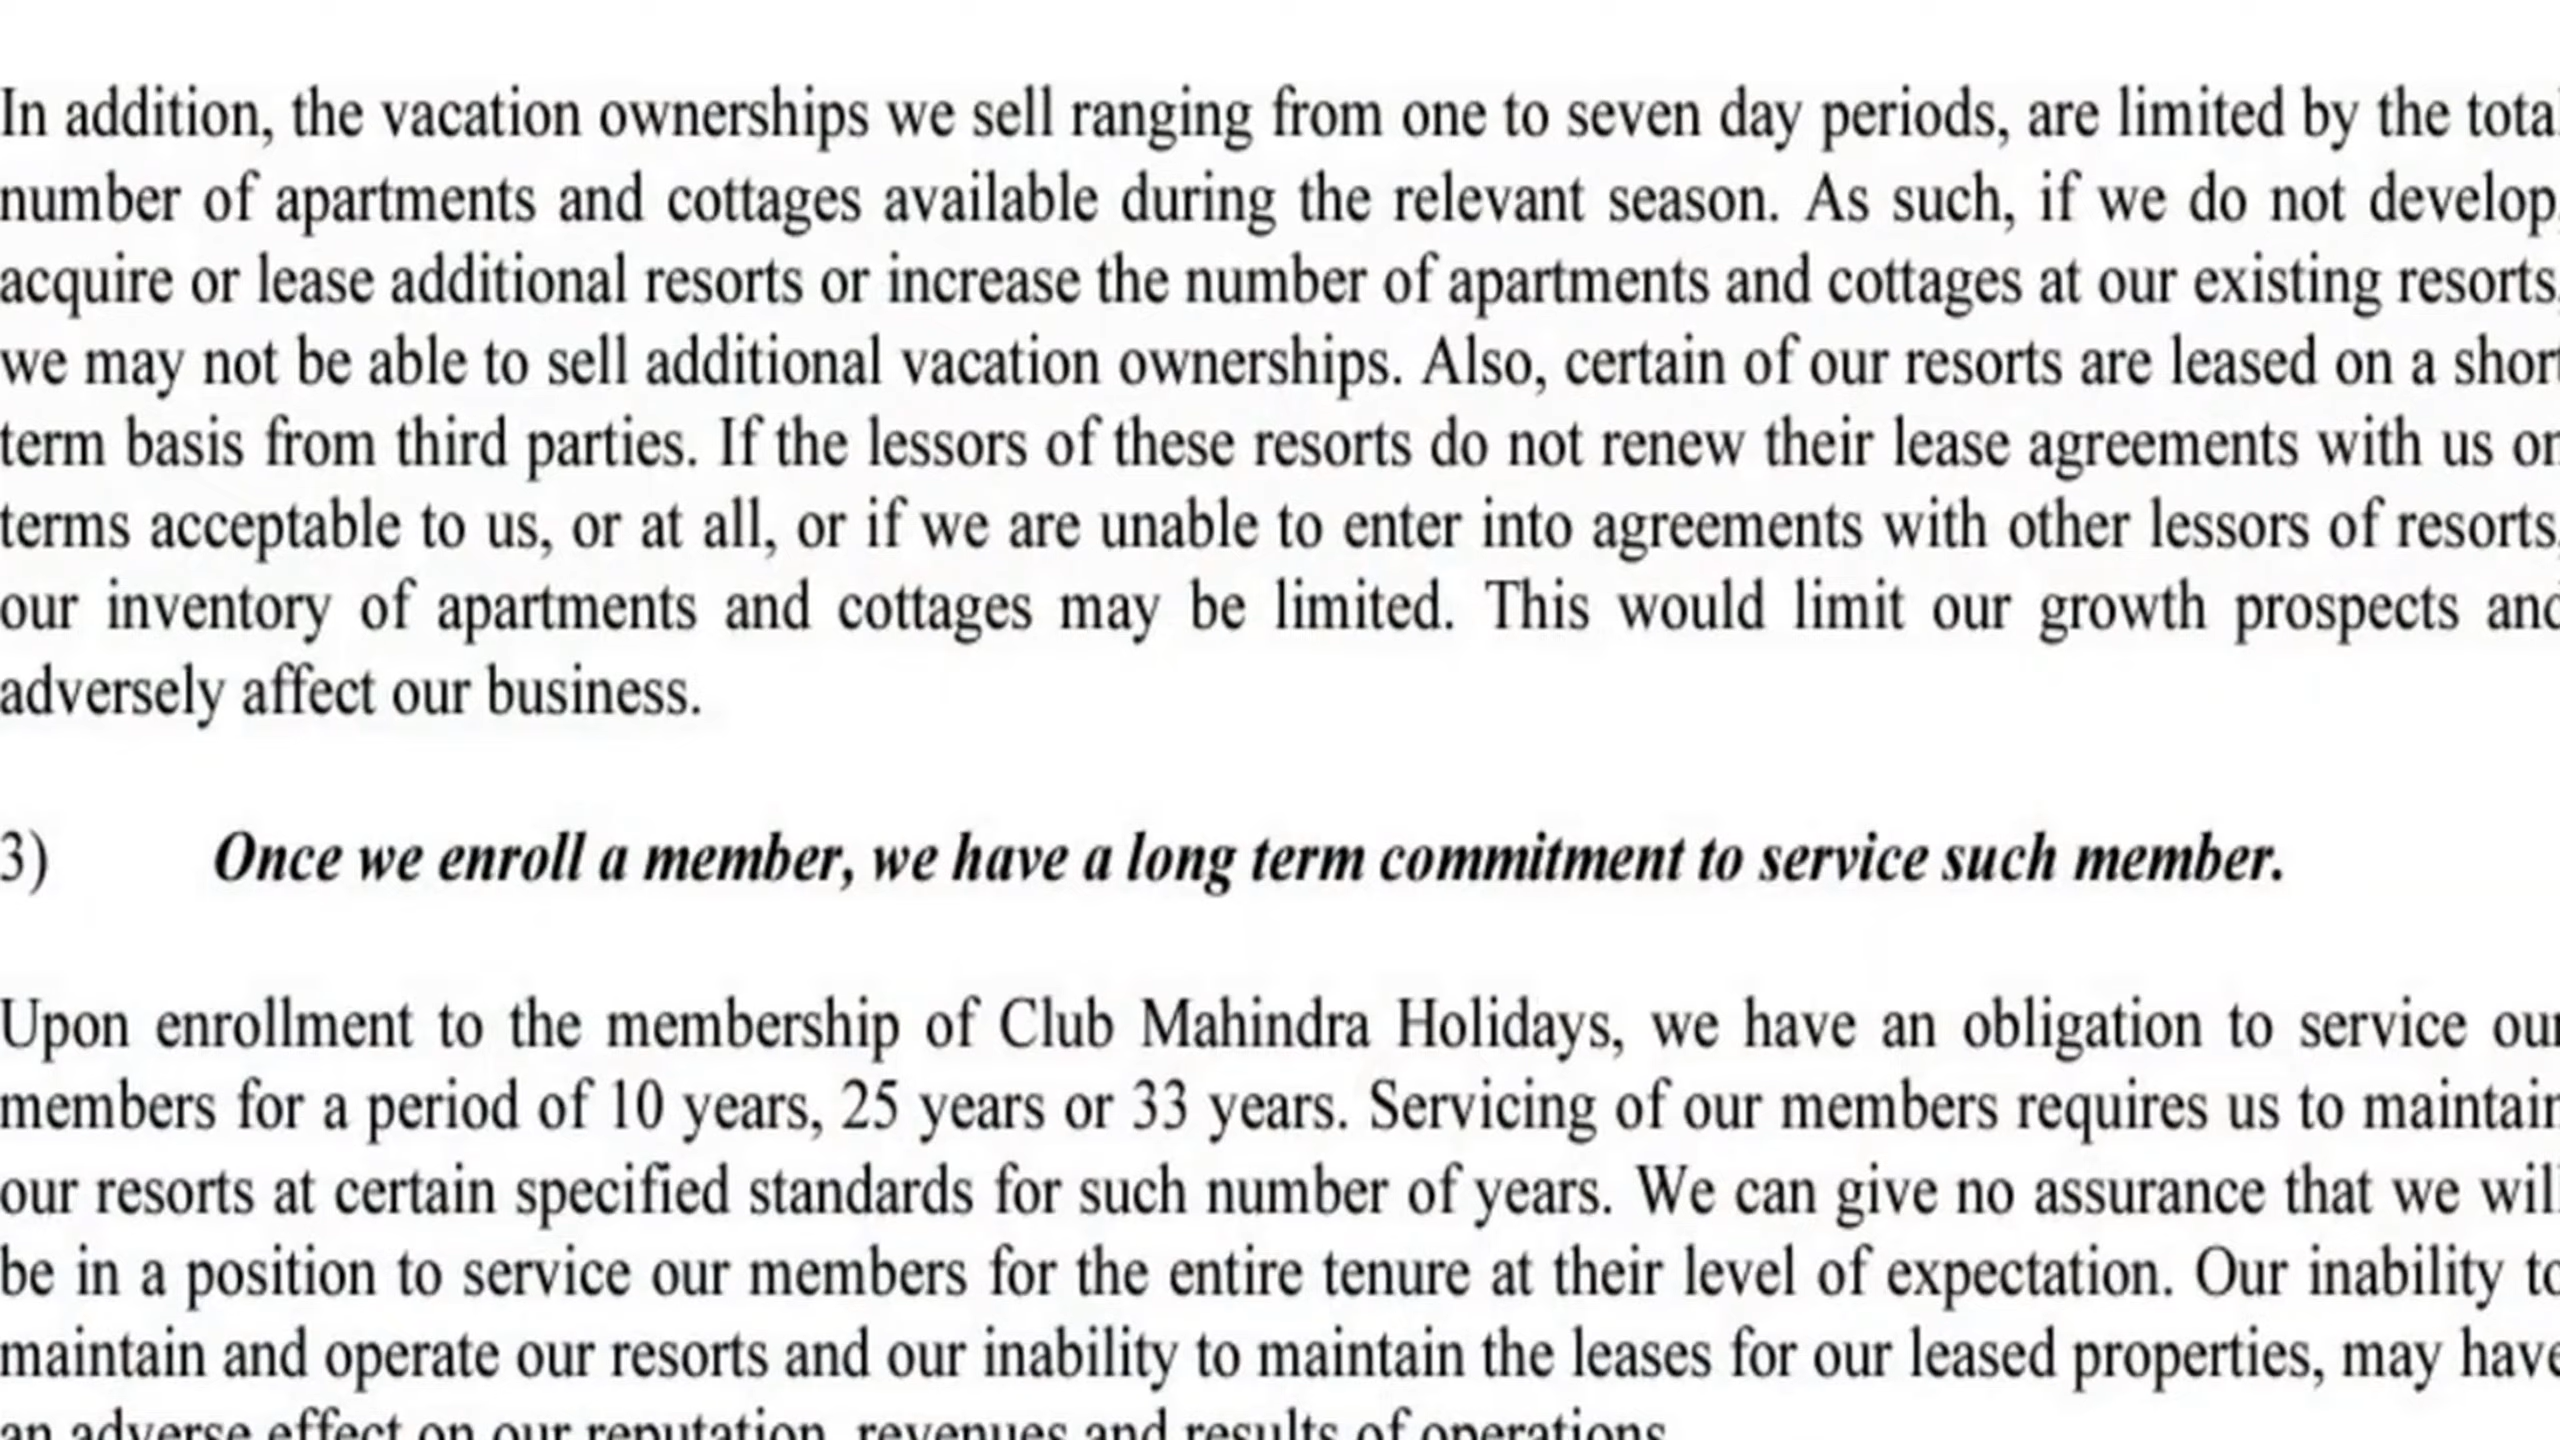 In addition, the vacation ownerships we sell ranging from one to seven day periods, are limited by the total
number of apartments and cottages available during the relevant season. As such, if we do not develop,
acquire or lease additional resorts or increase the number of apartments and cottages at our existing resorts,
we may not be able to sell additional vacation ownerships. Also, certain of our resorts are leased on a short
term basis from third parties. If the lessors of these resorts do not renew their lease agreements with us on
terms acceptable to us, or at all, or if we are unable to enter into agreements with other lessors of resorts,
our inventory of apartments and cottages may be limited. This would limit our growth prospects and
adversely affect our business.
3) Once we enroll a member, we have a long term commitment to service such member.
Upon enrollment to the membership of Club Mahindra Holidays, we have an obligation to service our
members for a period of 10 years, 25 years or 33 years. Servicing of our members requires us to maintain
our resorts at certain specified standards for such number of years. We can give no assurance that we will
be in a position to service our members for the entire tenure at their level of expectation. Our inability to
maintain and operate our resorts and our inability to maintain the leases for our leased properties, may have
an adverse effect on our reputation, revenues and results of operations.